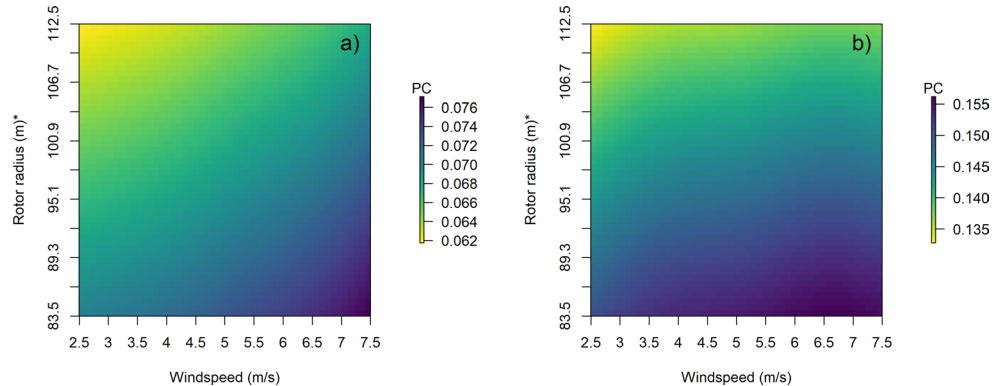 a)
PC
0.076
0.074
0.072
0.070
0.068
0.066
0.064
0.062
Rotor radius (m)*
112.5
106.7
100.9
95.1
89.3
83.5
2.5 3 3.5 4 4.5 5 5.5 6 6.5 7 7.5
Windspeed (m/s)
b)
PC
0.155
0.150
0.145
0.140
0.135
Rotor radius (m)*
112.5
106.7
100.9
95.1
89.3
83.5
2.5 3 3.5 4 4.5 5 5.5 6 6.5 7 7.5
Windspeed (m/s)